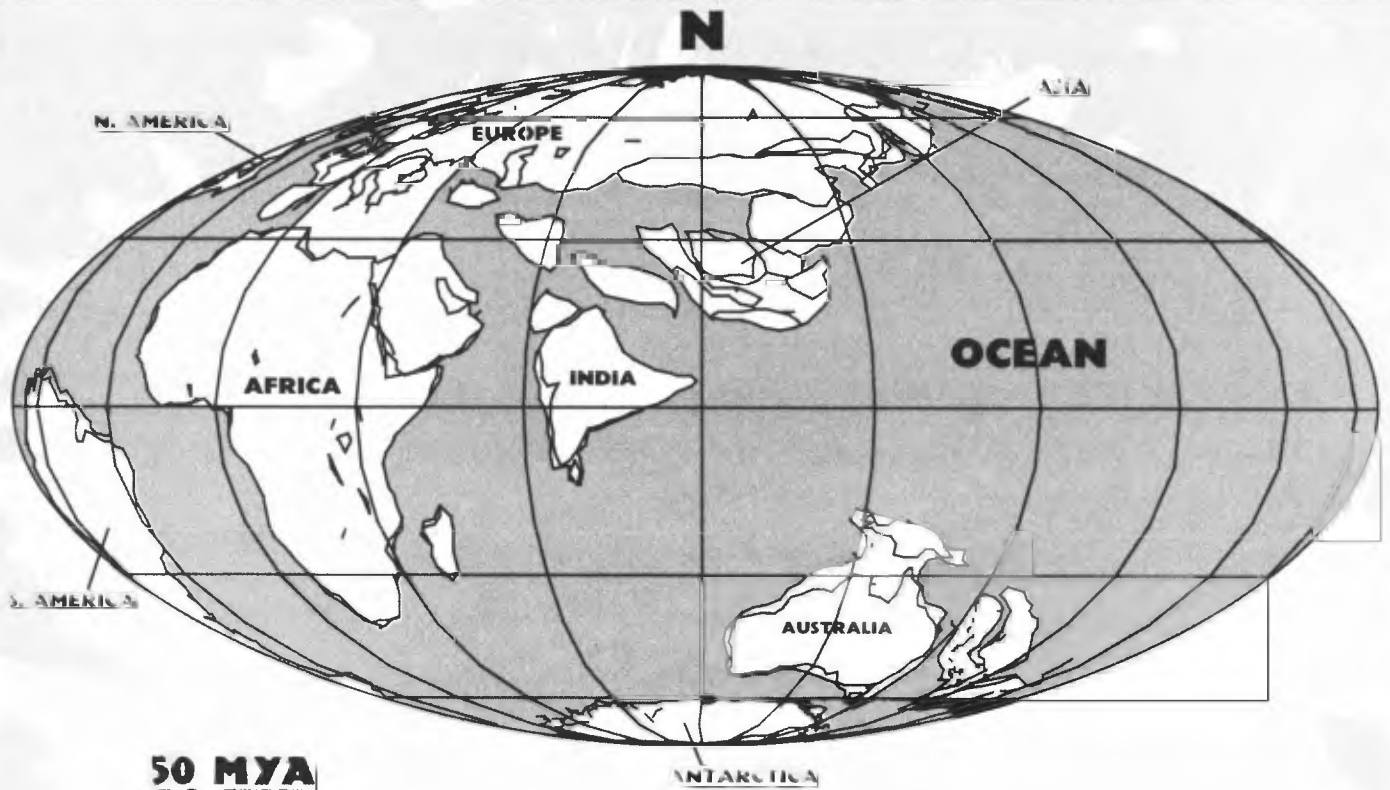 N
ASIA
N. AMERICA
EUROPE
OCEAN
AFRICA
INDIA
S. AMERICA
AUSTRALIA
50 MYA
ANTARCTICA